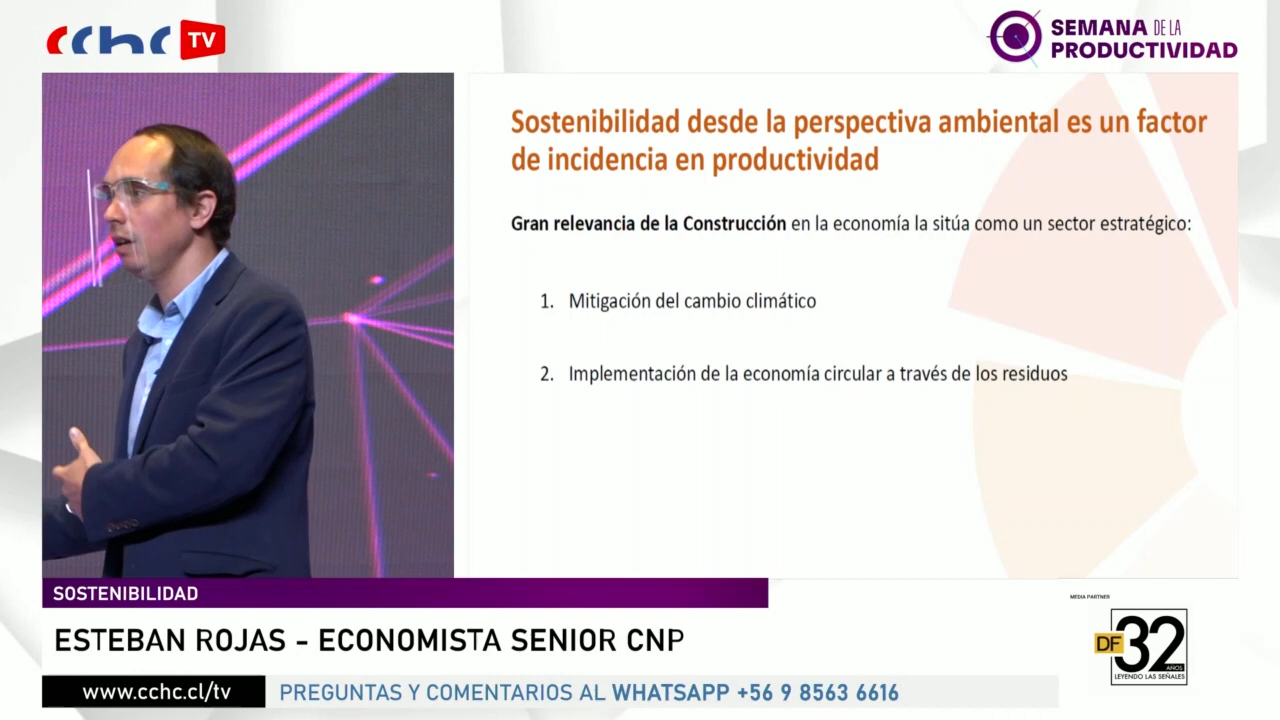 cchc TV
SEMANA DE LA
PRODUCTIVIDAD
Sostenibilidad desde la perspectiva ambiental es un factor
de incidencia en productividad
Gran relevancia de la Construcción en la economía la sitúa como un sector estratégico:
1. Mitigación del cambio climático
2. Implementación de la economía circular a través de los residuos
SOSTENIBILIDAD
ESTEBAN ROJAS - ECONOMISTA SENIOR CNP
www.cchc.cl/tv
PREGUNTAS Y COMENTARIOS AL WHATSAPP +56 9 8563 6616
MEDIA PARTNER
DF 32
AÑOS
LEYENDO LAS SEÑALES